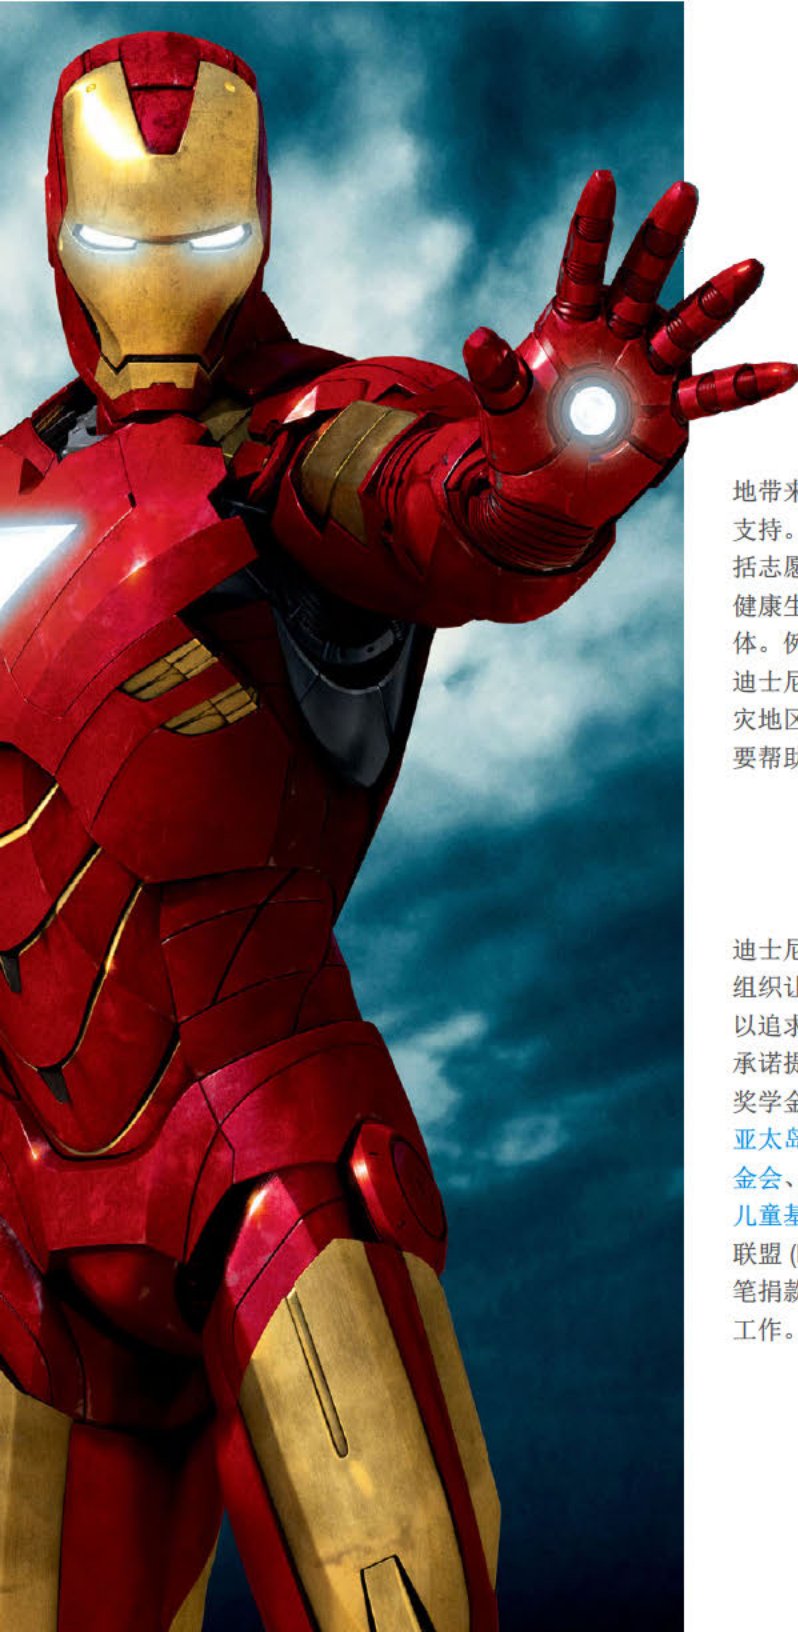 地带来
支持。
括志愿
健康生
体。例
迪士尼
灾地区
要帮助
迪士尼
组织让
以追求
承诺提
奖学金
亚太岛
金会、
儿童基
联盟 (
笔捐款
工作。